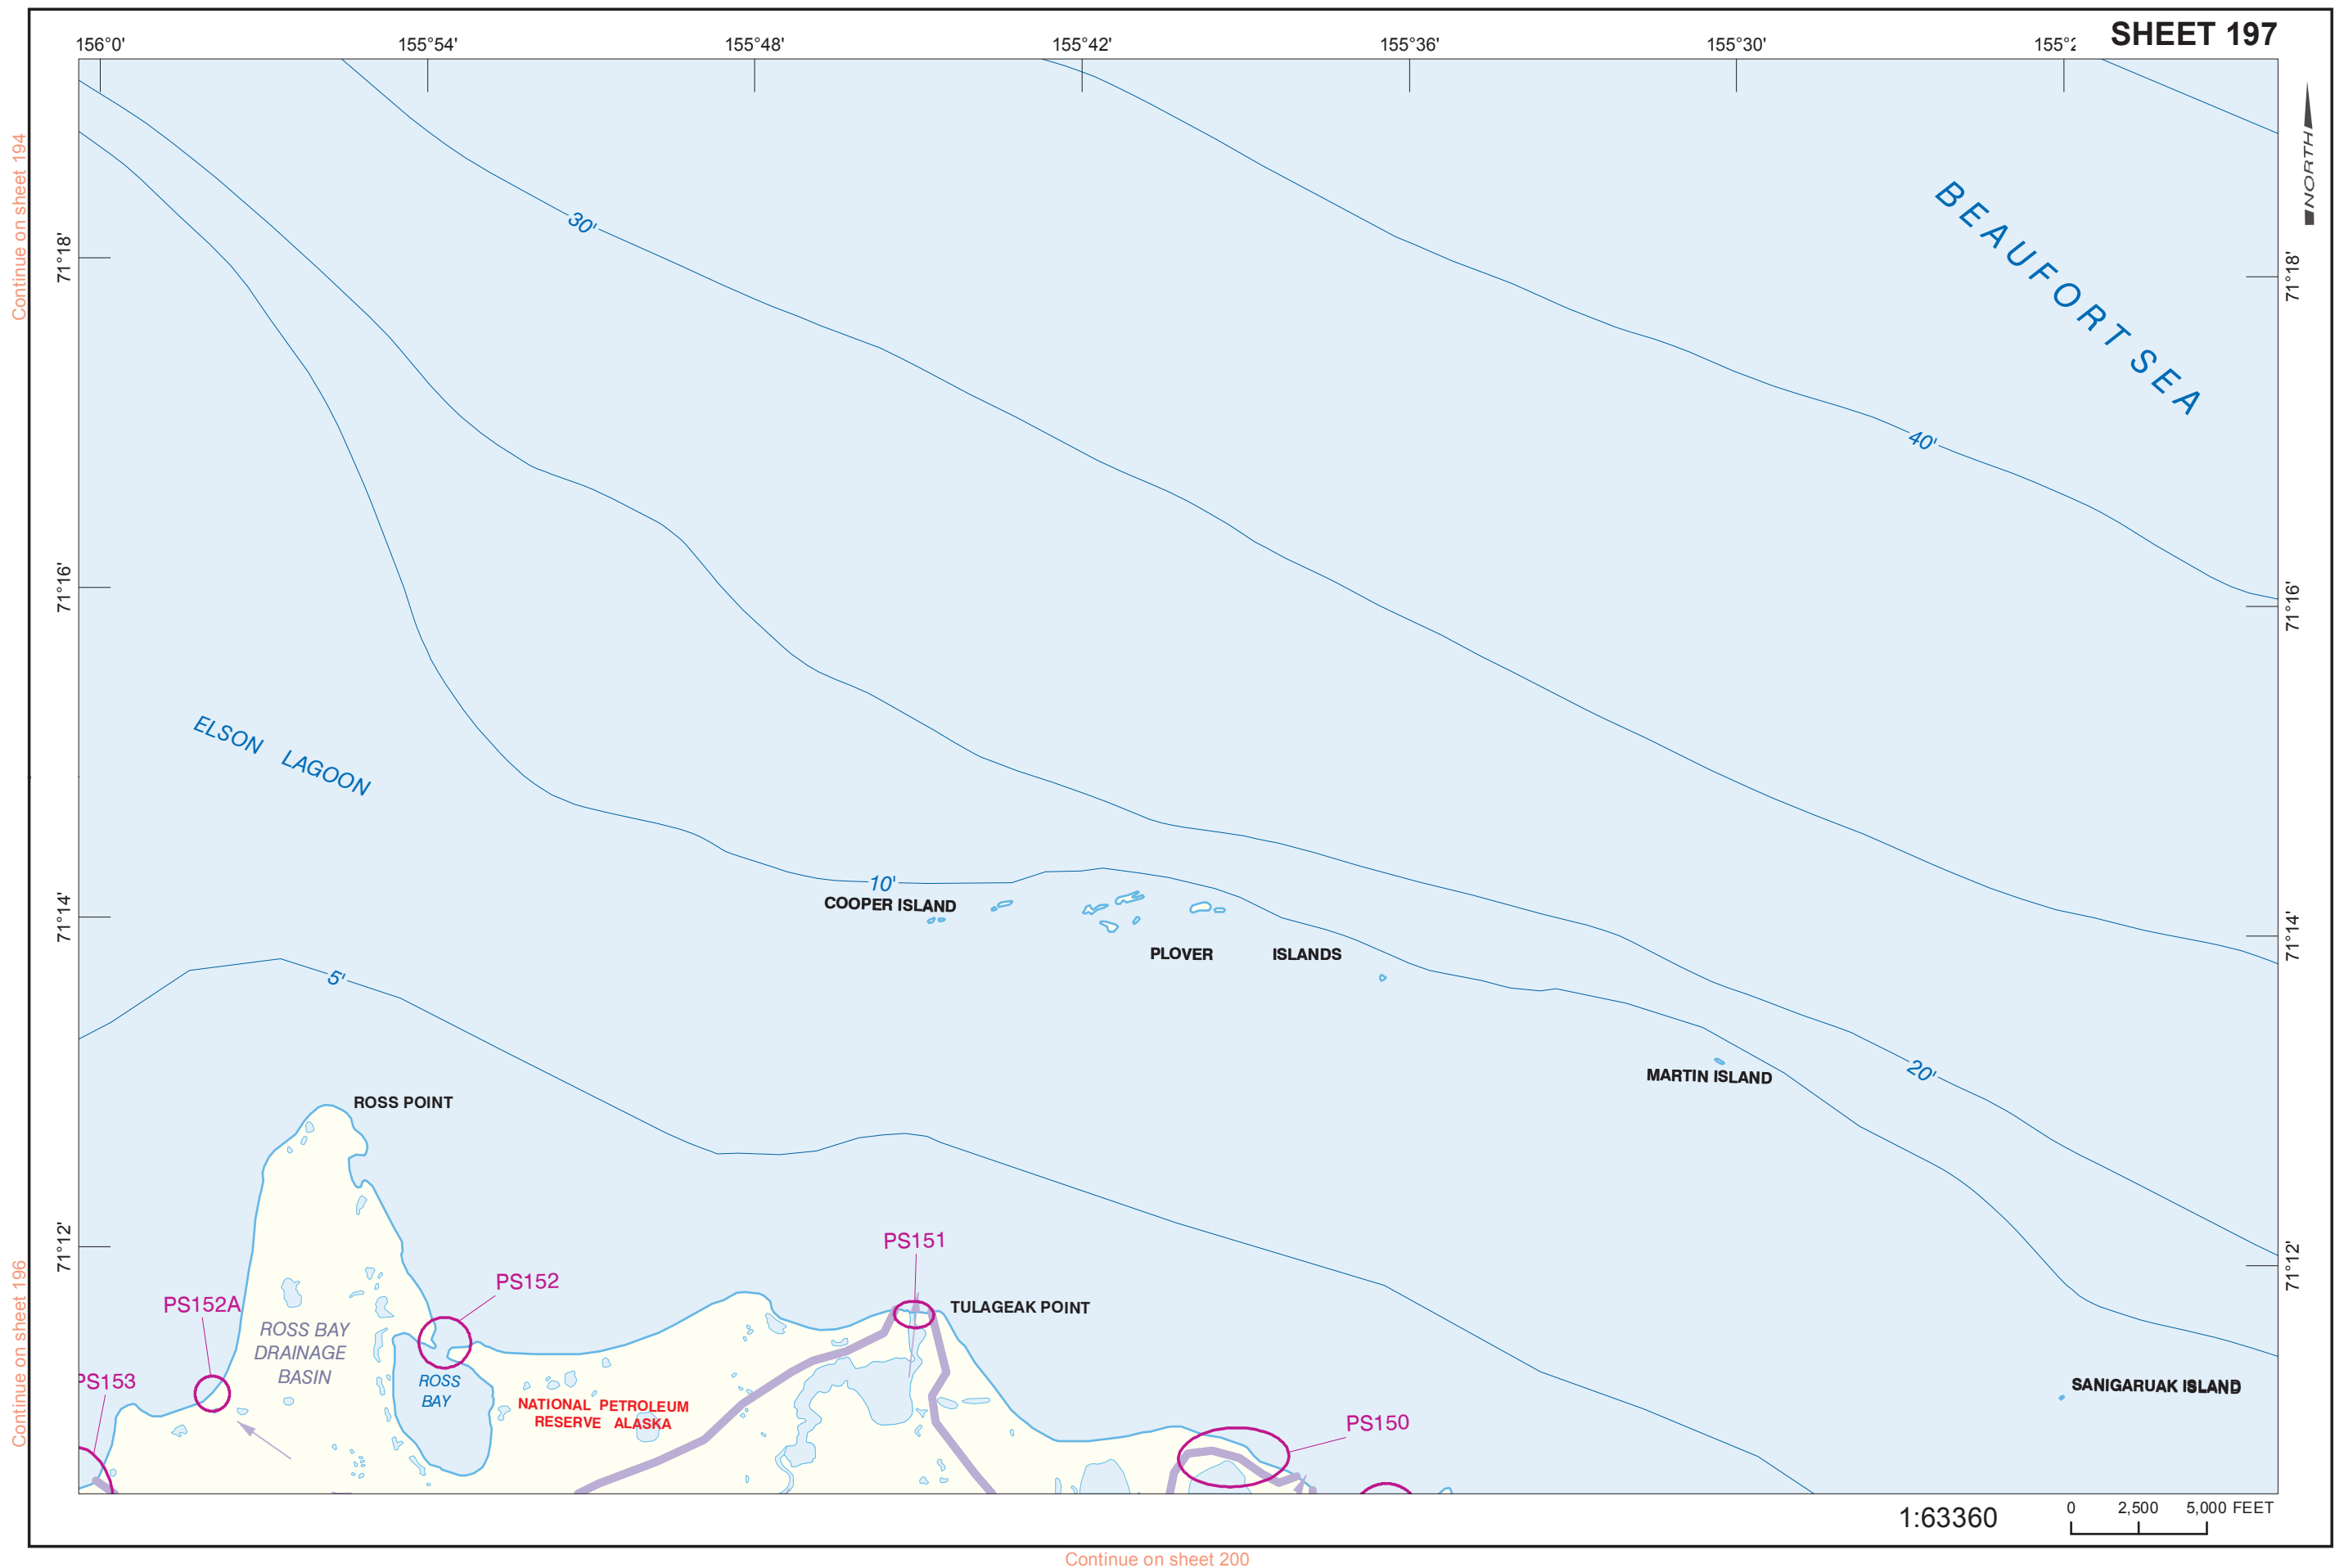 SHEET 197
156°0'
155°54'
155°48'
155°42'
155°36'
155°30'
155°2
NORTH
Continue on sheet 194
71°18'
71°18'
30'
BEAUFORT SEA
40'
71°16'
71°16'
ELSON LAGOON
10'
COOPER ISLAND
71°14'
71°14'
PLOVER ISLANDS
5'
20'
MARTIN ISLAND
ROSS POINT
71°12'
71°12'
PS151
PS152
PS152A
TULAGEAK POINT
ROSS BAY
DRAINAGE
BASIN
PS153
ROSS
BAY
NATIONAL PETROLEUM
RESERVE ALASKA
SANIGARUAK ISLAND
PS150
Continue on sheet 196
1:63360
0 2,500 5,000 FEET
Continue on sheet 200